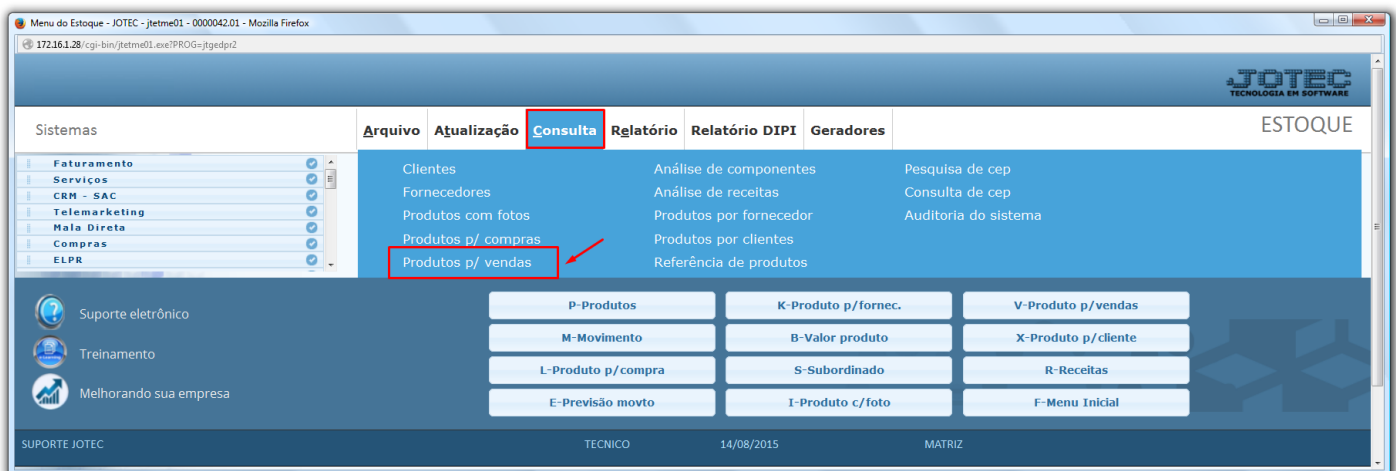 Menu do Estoque - JOTEC - jtetme01 - 0000042.01 - Mozilla Firefox
172.16.1.28/cgi-bin/jtetme01.exe?PROG=jtgedpr2
JOTEC
TECNOLOGIA EM SOFTWARE
Sistemas
Arquivo Atualização Consulta Relatório Relatório DIPI Geradores
ESTOQUE
Faturamento
Serviços
CRM - SAC
Telemarketing
Mala Direta
Compras
ELPR
Clientes
Fornecedores
Produtos com fotos
Produtos p/ compras
Produtos p/ vendas
Análise de componentes
Análise de receitas
Produtos por fornecedor
Produtos por clientes
Referência de produtos
Pesquisa de cep
Consulta de cep
Auditoria do sistema
Suporte eletrônico
Treinamento
Melhorando sua empresa
P-Produtos K-Produto p/fornec. V-Produto p/vendas
M-Movimento B-Valor produto X-Produto p/cliente
L-Produto p/compra S-Subordinado R-Receitas
E-Previsão movto I-Produto c/foto F-Menu Inicial
SUPORTE JOTEC TECNICO 14/08/2015 MATRIZ